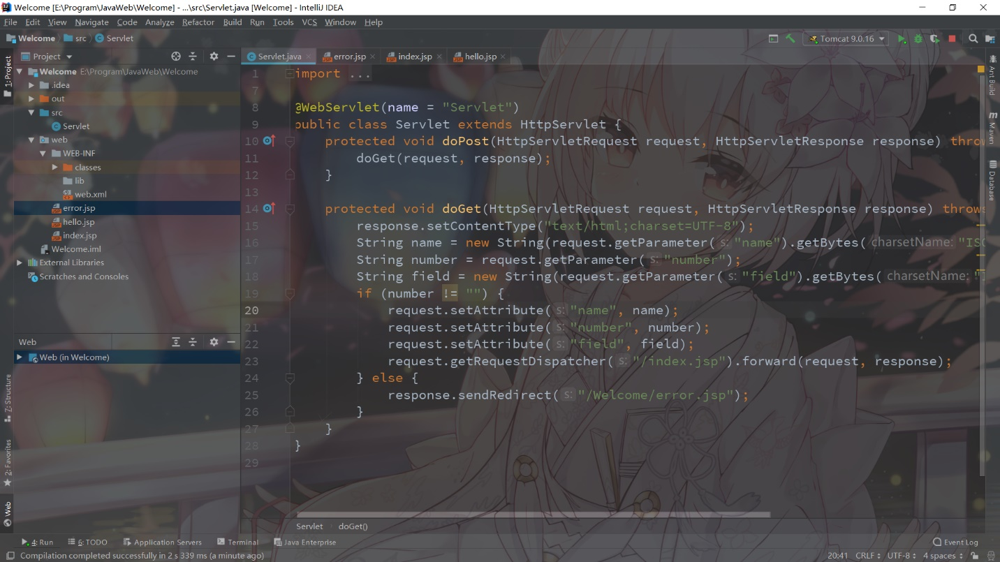 Welcome [E:\Program\JavaWeb\Welcome] - ...\src\Servlet.java [Welcome] - IntelliJ IDEA
File Edit View Navigate Code Analyze Refactor Build Run Tools VCS Window Help
Welcome src Servlet Tomcat 9.0.16
1: Project
Project
Welcome E:\Program\JavaWeb\Welcome
.idea
out
src
Servlet
web
WEB-INF
classes
lib
web.xml
error.jsp
hello.jsp
index.jsp
Welcome.iml
External Libraries
Scratches and Consoles
Web
Web (in Welcome)
Z: Structure
2: Favorites
Web
Servlet.java error.jsp index.jsp hello.jsp
1 import ...
7
8 @WebServlet(name = "Servlet")
9 public class Servlet extends HttpServlet {
10 protected void doPost(HttpServletRequest request, HttpServletResponse response) throw
11 doGet(request, response);
12 }
13
14 protected void doGet(HttpServletRequest request, HttpServletResponse response) throws
15 response.setContentType("text/html;charset=UTF-8");
16 String name = new String(request.getParameter( s: "name").getBytes( charsetName: "ISO
17 String number = request.getParameter( s: "number");
18 String field = new String(request.getParameter( s: "field").getBytes( charsetName: "I
19 if (number != "") {
20 request.setAttribute( s: "name", name);
21 request.setAttribute( s: "number", number);
22 request.setAttribute( s: "field", field);
23 request.getRequestDispatcher( s: "/index.jsp").forward(request, response);
24 } else {
25 response.sendRedirect( s: "/Welcome/error.jsp");
26 }
27 }
28 }
29
Servlet doGet()
Ant Build
Maven
Database
4: Run 6: TODO Application Servers Terminal Java Enterprise Event Log
Compilation completed successfully in 2 s 339 ms (a minute ago) 20:41 CRLF UTF-8 4 spaces